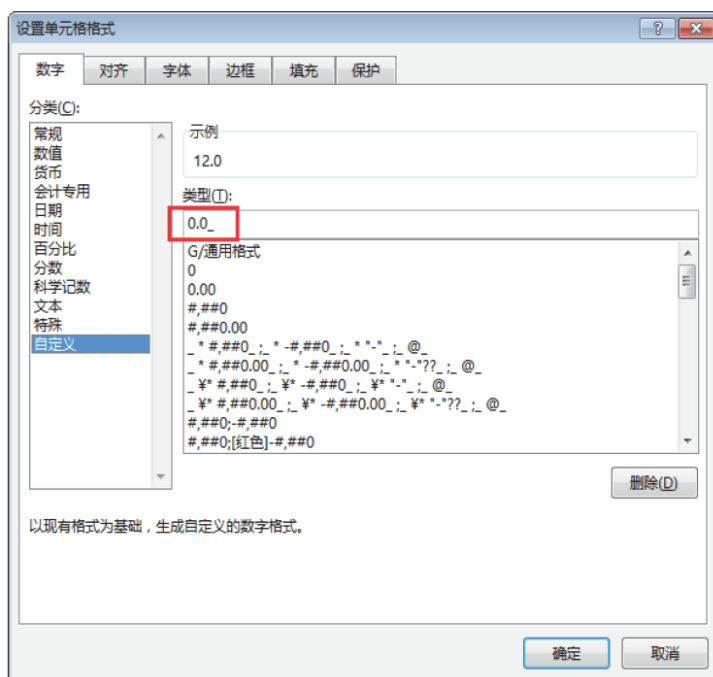 设置单元格格式
数字 对齐 字体 边框 填充 保护
分类(C):
常规
数值
货币
会计专用
日期
时间
百分比
分数
科学记数
文本
特殊
自定义
示例
12.0
类型(T):
0.0_
G/通用格式
0
0.00
#,##0
#,##0.00
_ * #,##0_ ;_ * -#,##0_ ;_ * "-"_ ;_ @_
_ * #,##0.00_ ;_ * -#,##0.00_ ;_ * "-"??_ ;_ @_
_ ¥* #,##0_ ;_ ¥* -#,##0_ ;_ ¥* "-"_ ;_ @_
_ ¥* #,##0.00_ ;_ ¥* -#,##0.00_ ;_ ¥* "-"??_ ;_ @_
#,##0;-#,##0
#,##0;[红色]-#,##0
删除(D)
以现有格式为基础，生成自定义的数字格式。
确定 取消